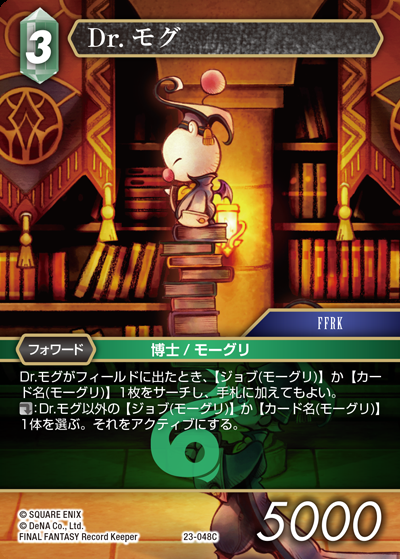 3
Dr.モグ
FFRK
フォワード
博士 / モーグリ
Dr.モグがフィールドに出たとき、【ジョブ(モーグリ)】か【カー
ド名(モーグリ)】1枚をサーチし、手札に加えてもよい。
:Dr.モグ以外の【ジョブ(モーグリ)】か【カード名(モーグリ)】
1体を選ぶ。それをアクティブにする。
6
© SQUARE ENIX
© DeNA Co., Ltd.
FINAL FANTASY Record Keeper
23-048C
5000